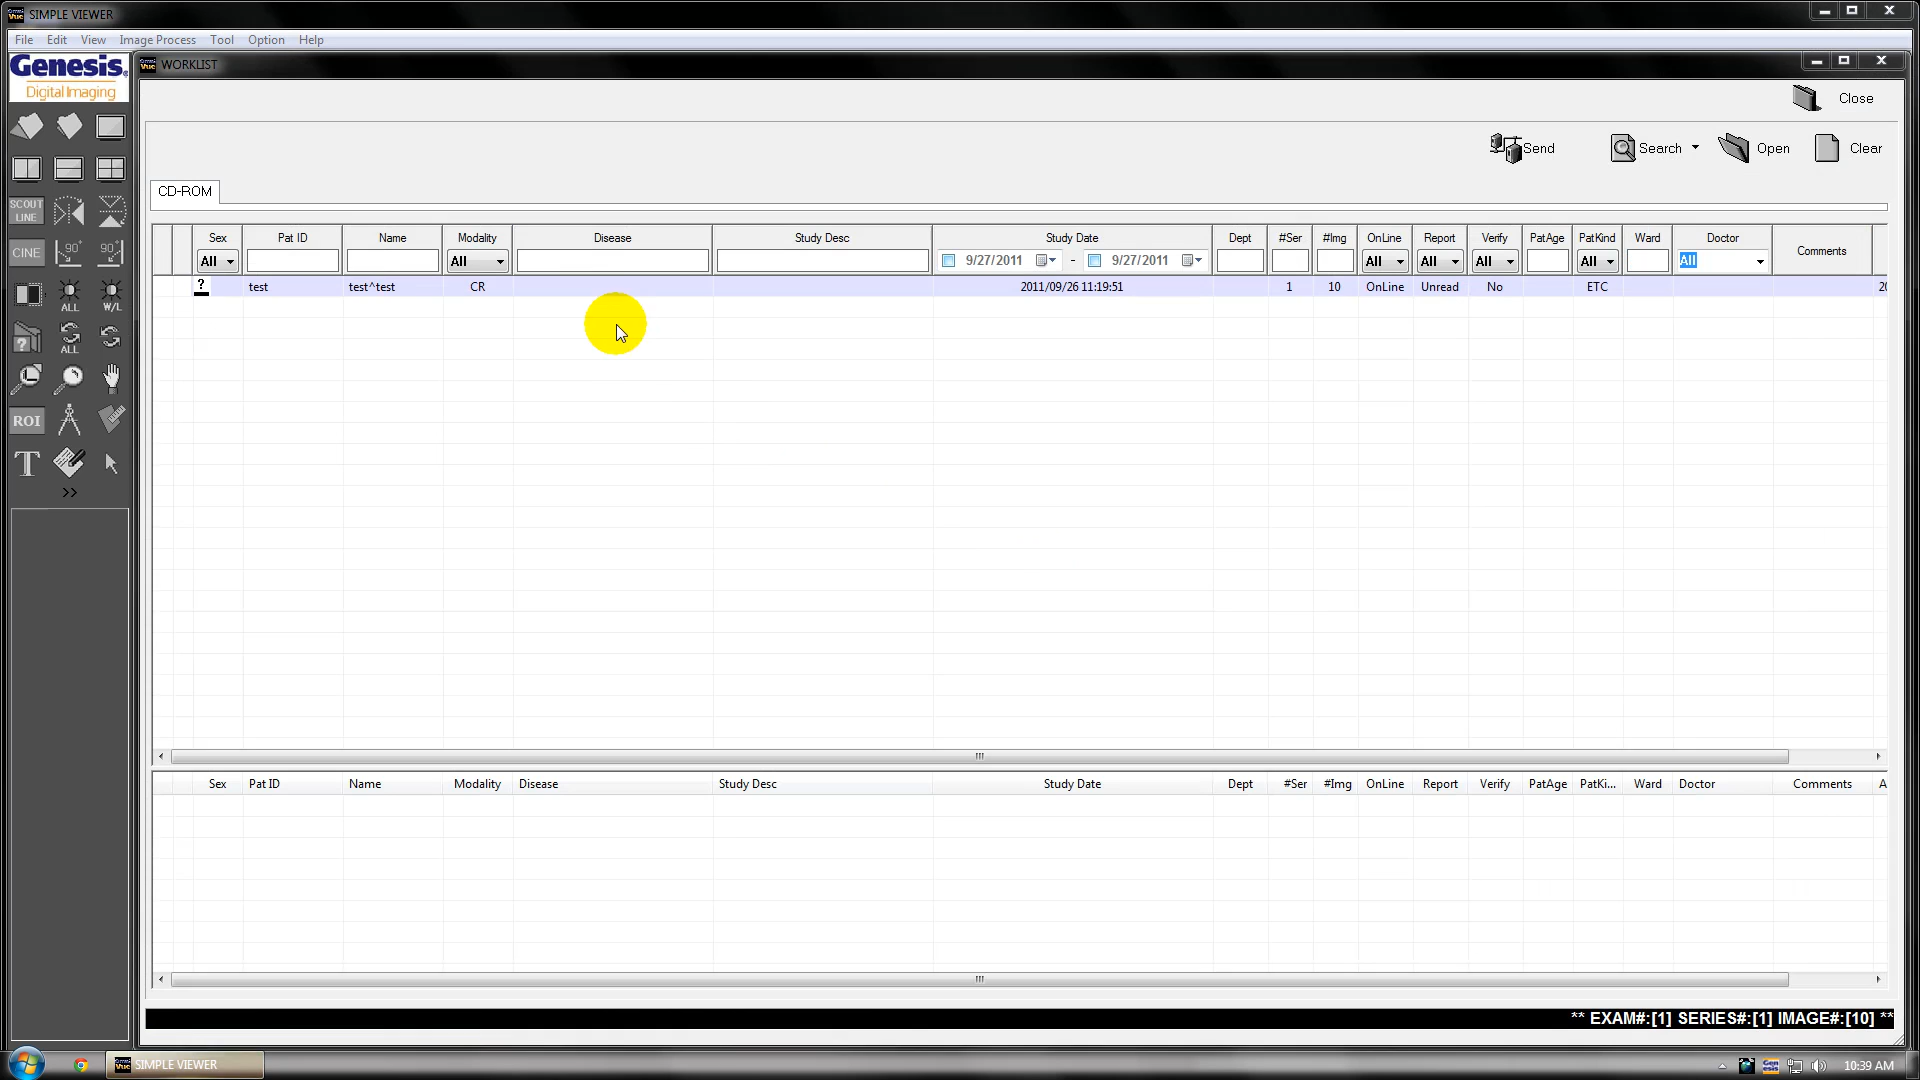 SIMPLE VIEWER
File Edit View Image Process Tool Option Help
Genesis
Digital Imaging
WORKLIST
Close
Send Search Open Clear
CD-ROM
Sex Pat ID Name Modality Disease Study Desc Study Date Dept #Ser #Img OnLine Report Verify PatAge PatKind Ward Doctor Comments
All All 9/27/2011 - 9/27/2011 All All All All All
? test test^test CR 2011/09/26 11:19:51 1 10 OnLine Unread No ETC 20
SCOUT LINE
CINE 90° 90°
ALL W/L
? ALL
ROI
T
>>
Sex Pat ID Name Modality Disease Study Desc Study Date Dept #Ser #Img OnLine Report Verify PatAge PatKi... Ward Doctor Comments A
** EXAM#:[1] SERIES#:[1] IMAGE#:[10] **
SIMPLE VIEWER
10:39 AM